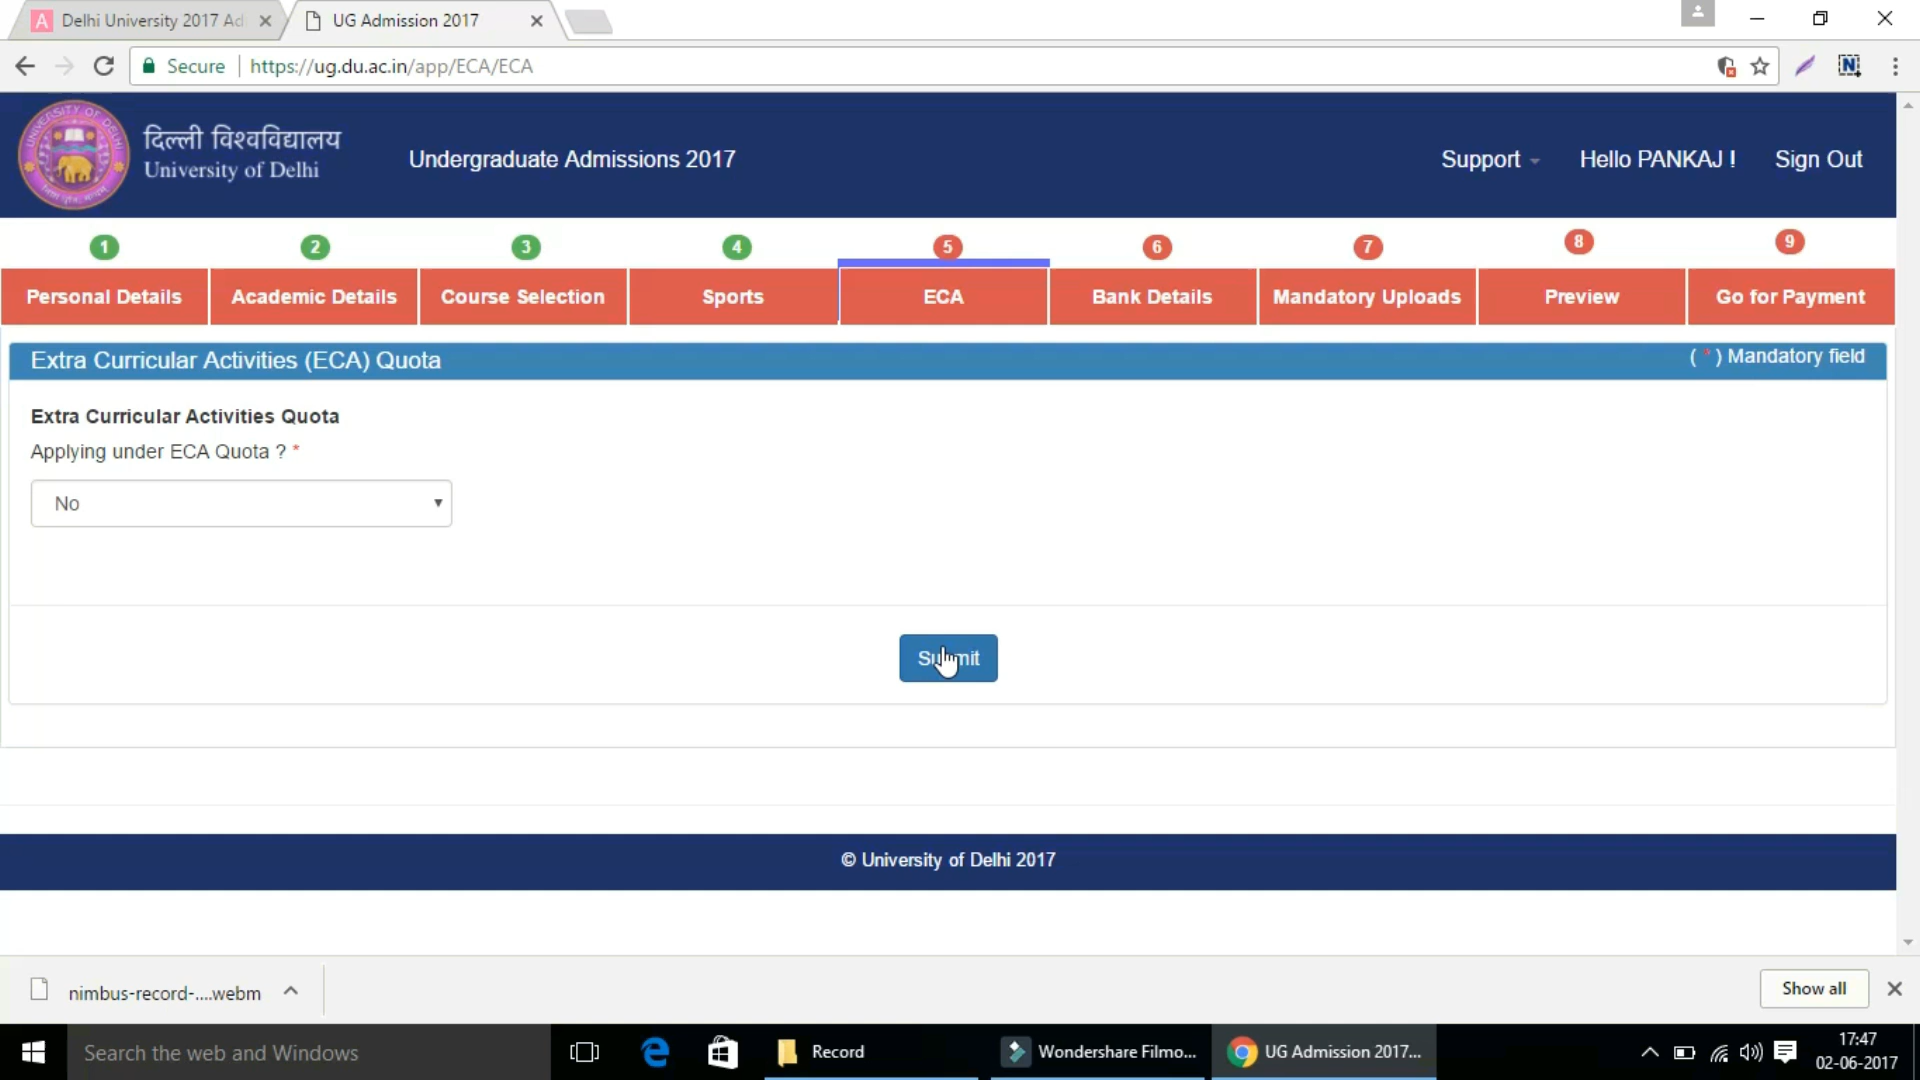 A Delhi University 2017 Ad
UG Admission 2017
Secure https://ug.du.ac.in/app/ECA/ECA
N
UNIVERSITY OF DELHI
दिल्ली विश्वविद्यालय
University of Delhi
Undergraduate Admissions 2017
Support
Hello PANKAJ !
Sign Out
1 2 3 4 5 6 7 8 9
Personal Details Academic Details Course Selection Sports ECA Bank Details Mandatory Uploads Preview Go for Payment
Extra Curricular Activities (ECA) Quota
( * ) Mandatory field
Extra Curricular Activities Quota
Applying under ECA Quota ? *
No
Submit
© University of Delhi 2017
nimbus-record-....webm
Show all
Search the web and Windows
Record
Wondershare Filmo...
UG Admission 2017...
17:47
02-06-2017